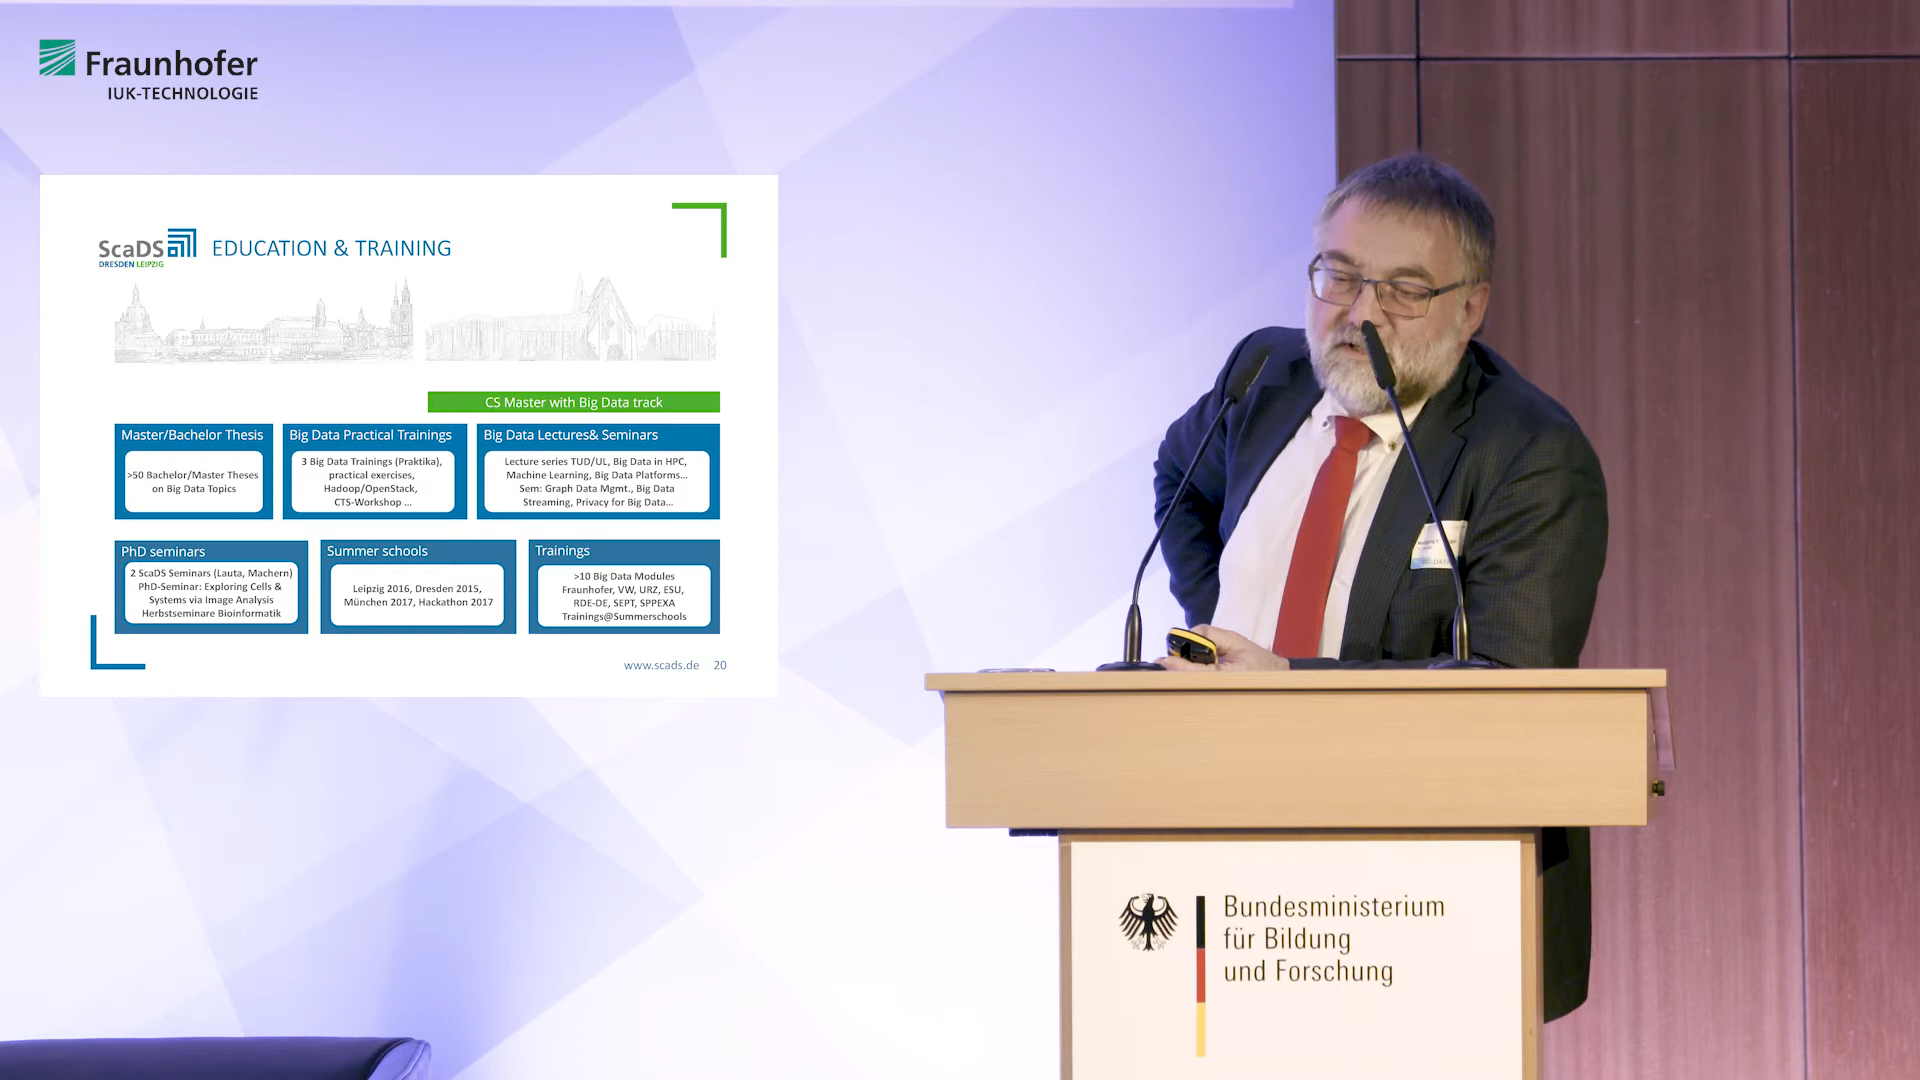 Fraunhofer
IUK-TECHNOLOGIE
ScaDS
DRESDEN LEIPZIG
EDUCATION & TRAINING
CS Master with Big Data track
Master/Bachelor Thesis
>50 Bachelor/Master Theses
on Big Data Topics
Big Data Practical Trainings
3 Big Data Trainings (Praktika),
practical exercises,
Hadoop/OpenStack,
CTS-Workshop ...
Big Data Lectures& Seminars
Lecture series TUD/UL, Big Data in HPC,
Machine Learning, Big Data Platforms...
Sem: Graph Data Mgmt., Big Data
Streaming, Privacy for Big Data...
PhD seminars
2 ScaDS Seminars (Lauta, Machern)
PhD-Seminar: Exploring Cells &
Systems via Image Analysis
Herbstseminare Bioinformatik
Summer schools
Leipzig 2016, Dresden 2015,
München 2017, Hackathon 2017
Trainings
>10 Big Data Modules
Fraunhofer, VW, URZ, ESU,
RDE-DE, SEPT, SPPEXA
Trainings@Summerschools
www.scads.de 20
Bundesministerium
für Bildung
und Forschung